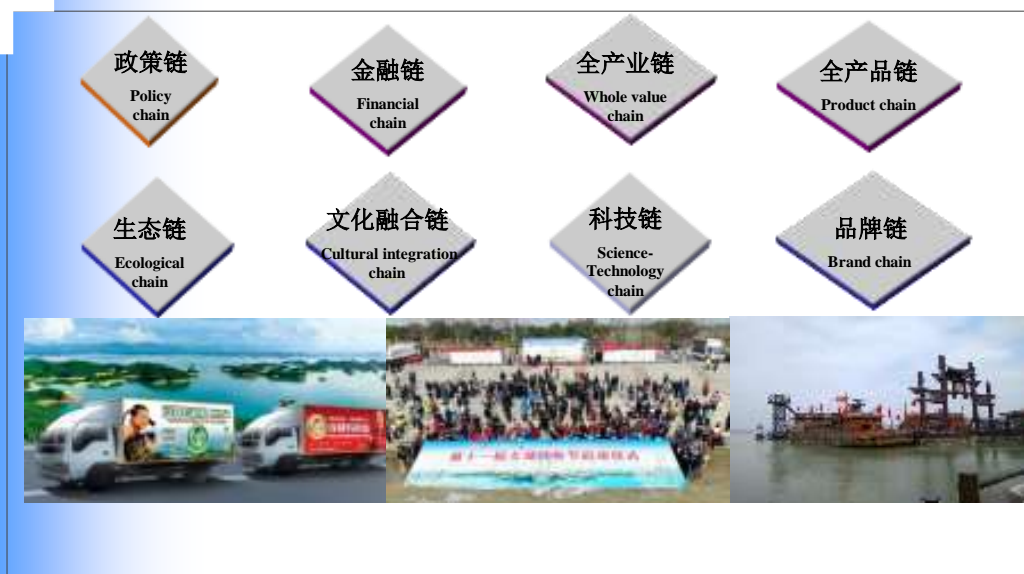 政策链
Policy
chain
金融链
Financial
chain
全产业链
Whole value
chain
全产品链
Product chain
生态链
Ecological
chain
文化融合链
Cultural integration
chain
科技链
Science-
Technology
chain
品牌链
Brand chain